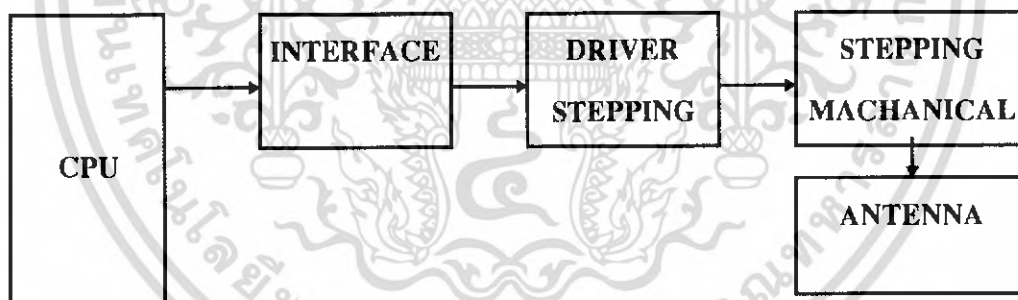 CPU
INTERFACE
DRIVER
STEPPING
STEPPING
MACHANICAL
ANTENNA